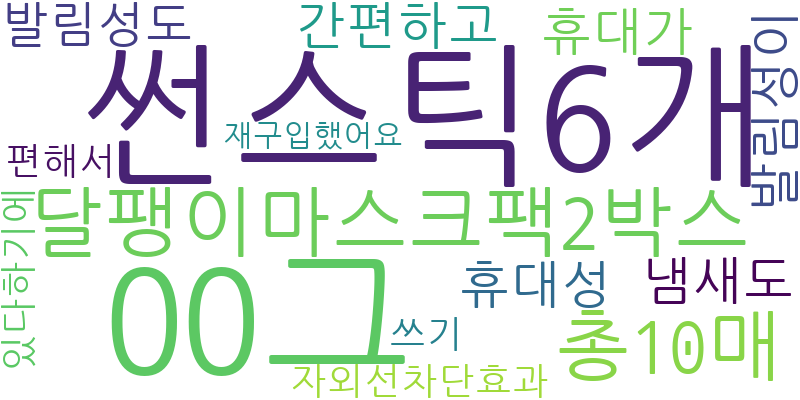 발림성도
간편하고
휴대가
발림성이
썬스틱6개
재구입했어요
편해서
달팽이마스크팩2박스
있다하기에
00그
휴대성
냄새도
쓰기
총10매
자외선차단효과